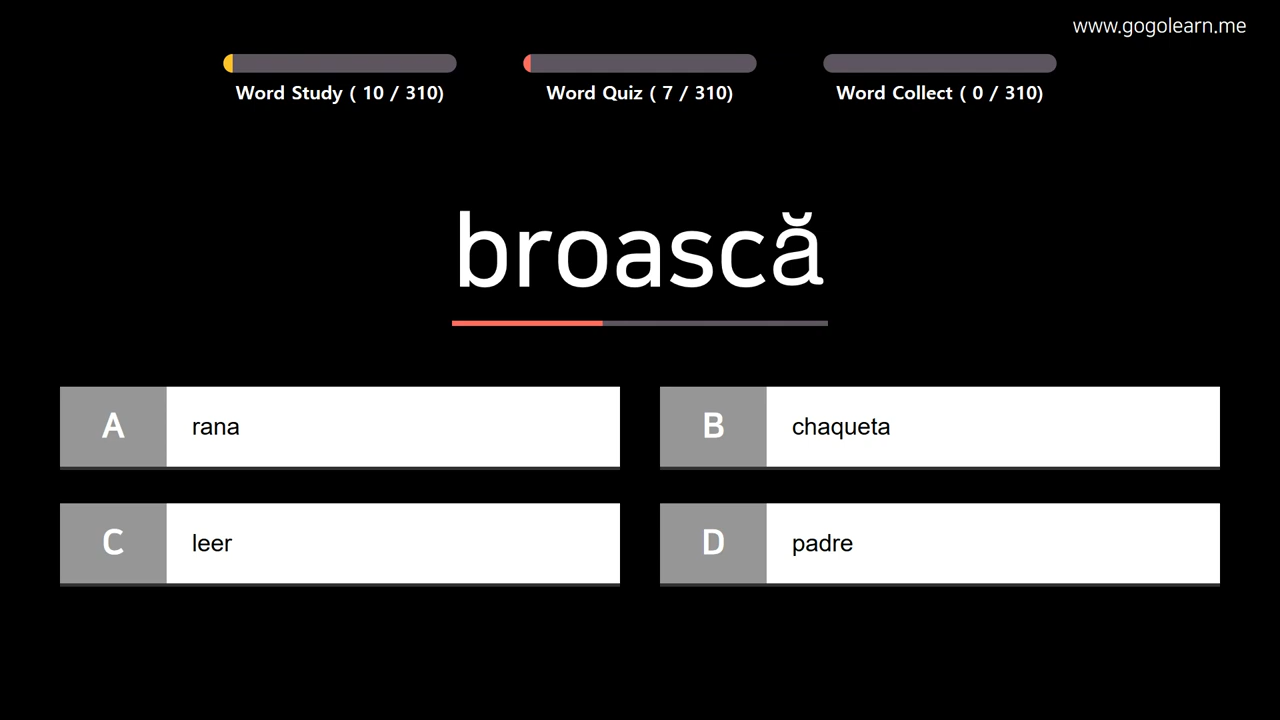 www.gogolearn.me
Word Study ( 10 / 310)
Word Quiz ( 7 / 310)
Word Collect ( 0 / 310)
broască
A rana
B chaqueta
C leer
D padre